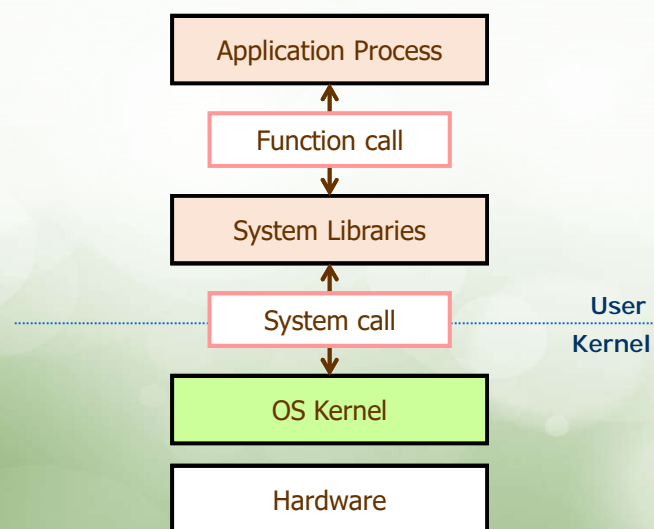 Application Process
Function call
System Libraries
User
System call
Kernel
OS Kernel
Hardware